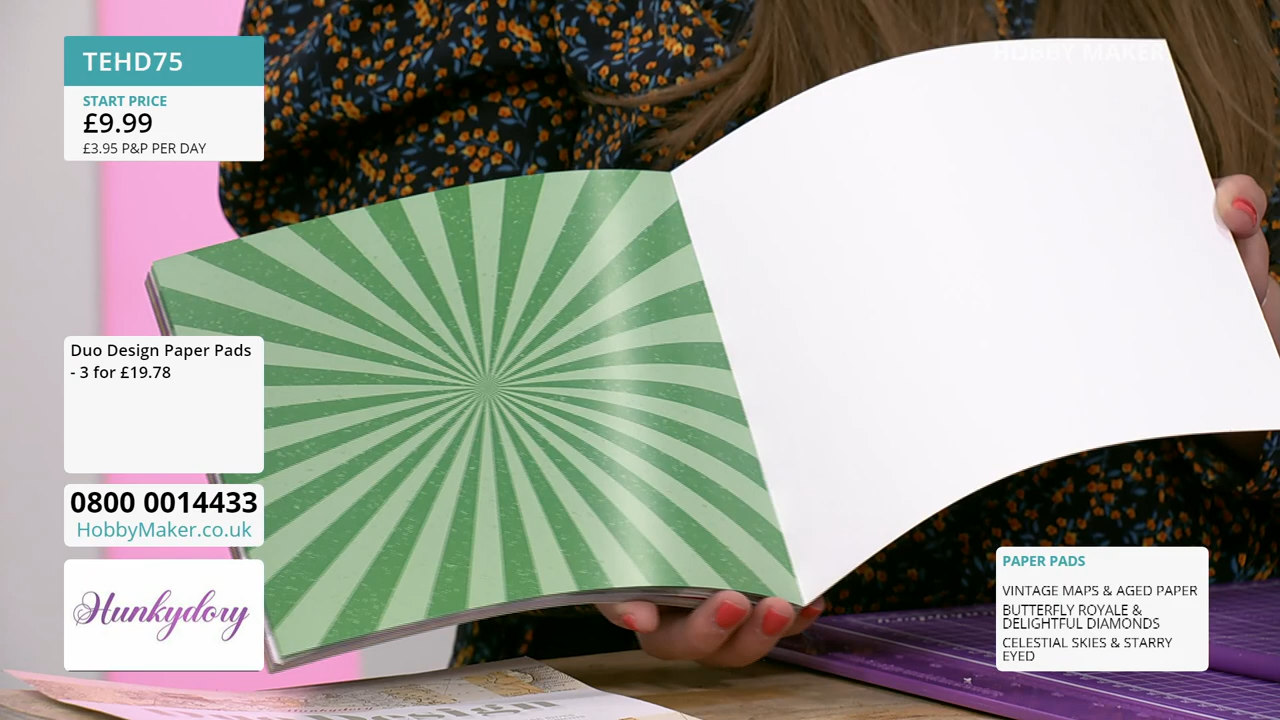 TEHD75
START PRICE
£9.99
£3.95 P&P PER DAY
HOBBY MAKER
Duo Design Paper Pads
- 3 for £19.78
0800 0014433
HobbyMaker.co.uk
Hunkydory
PAPER PADS
VINTAGE MAPS & AGED PAPER
BUTTERFLY ROYALE &
DELIGHTFUL DIAMONDS
CELESTIAL SKIES & STARRY
EYED
Design